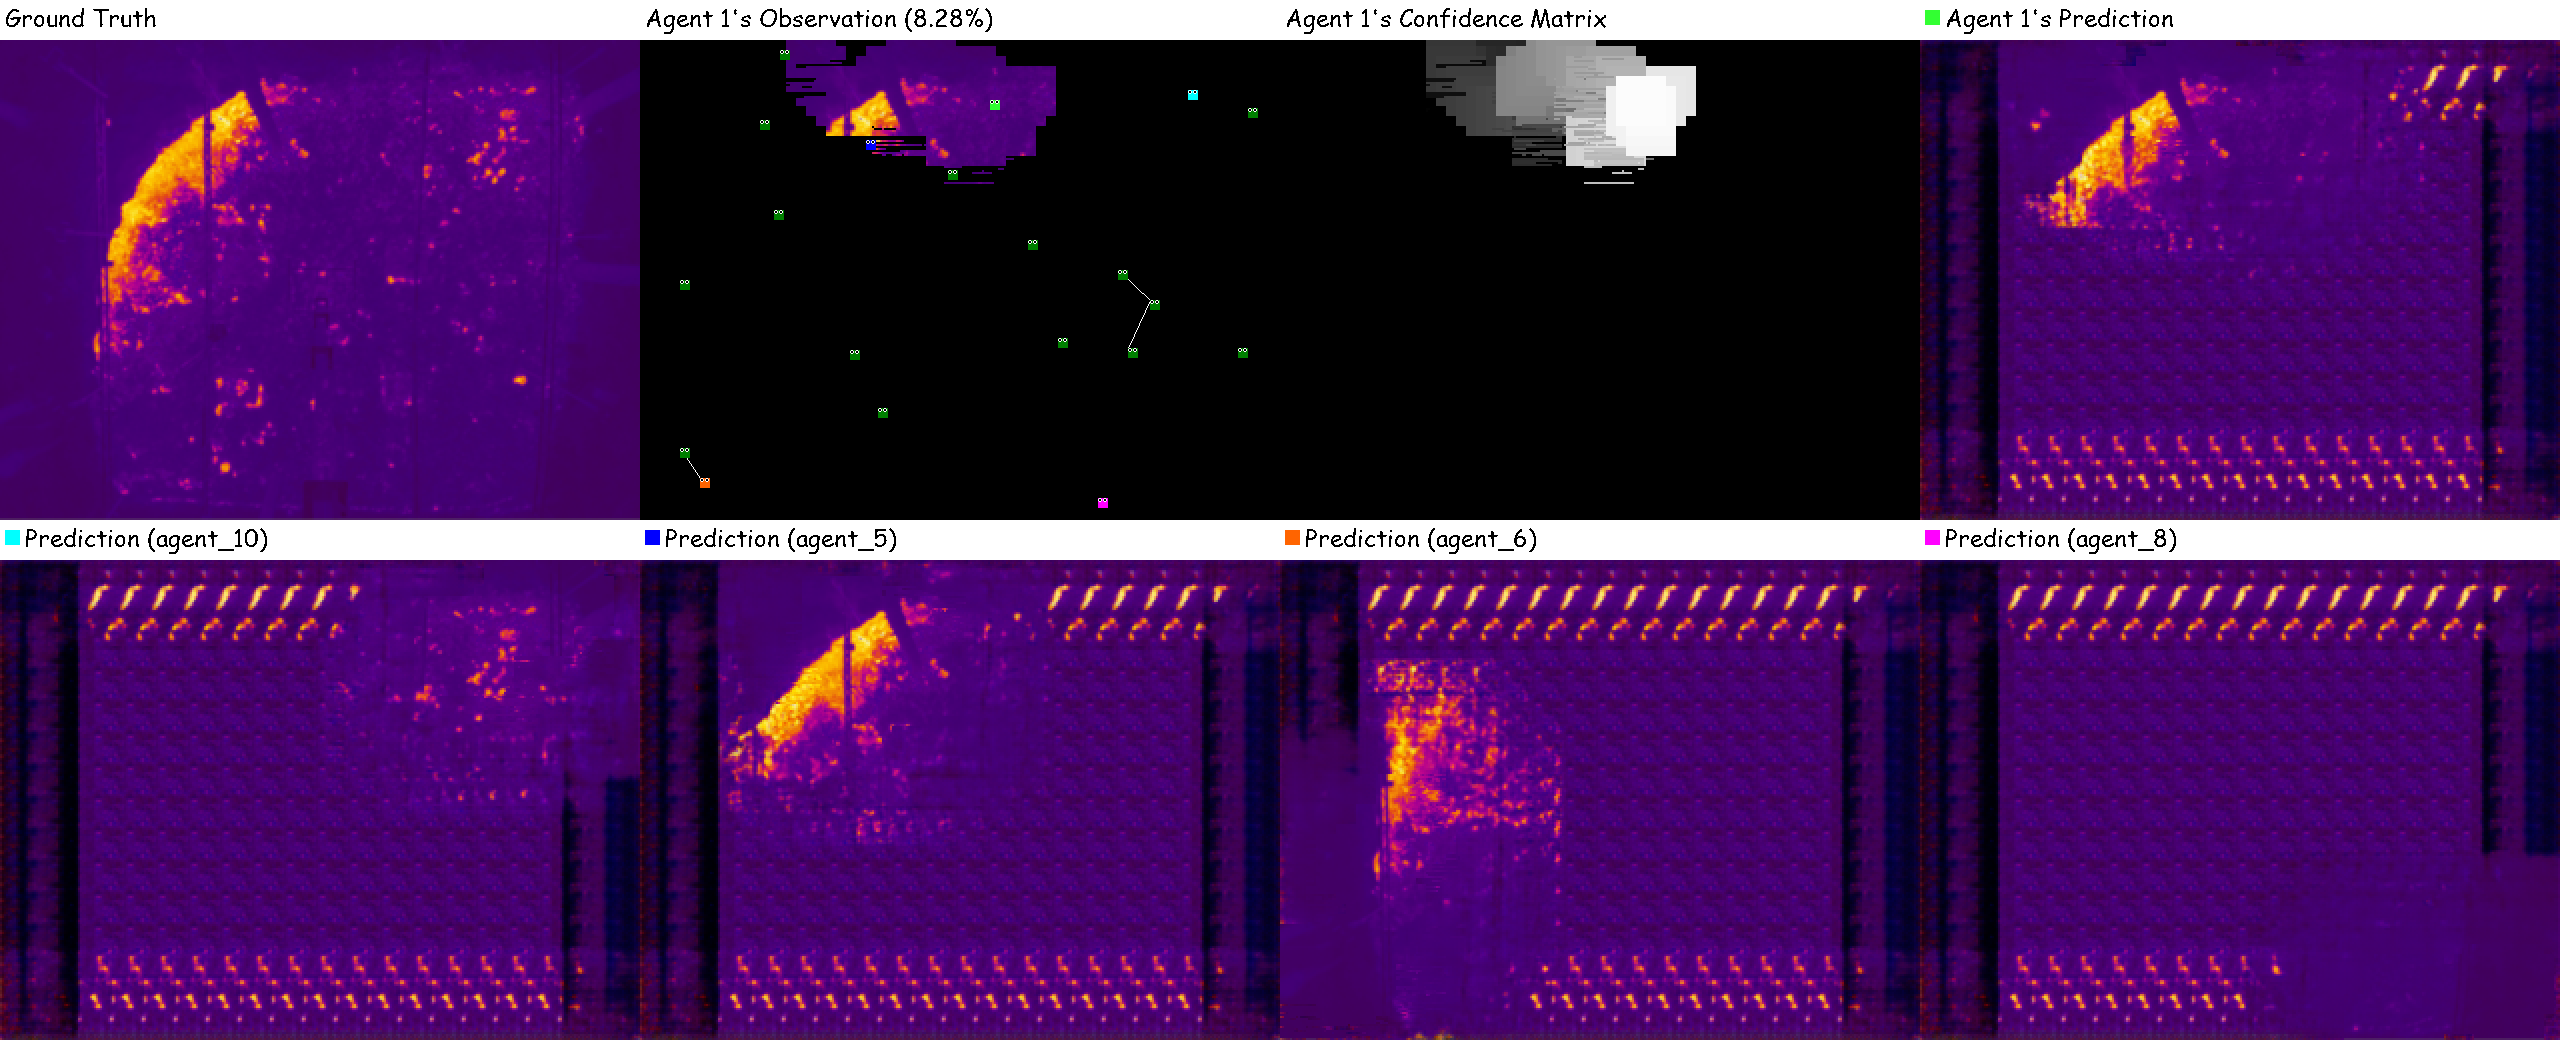 Ground Truth
Agent 1's Observation (8.28%)
Agent 1's Confidence Matrix
Agent 1's Prediction
Prediction (agent_10)
Prediction (agent_5)
Prediction (agent_6)
Prediction (agent_8)